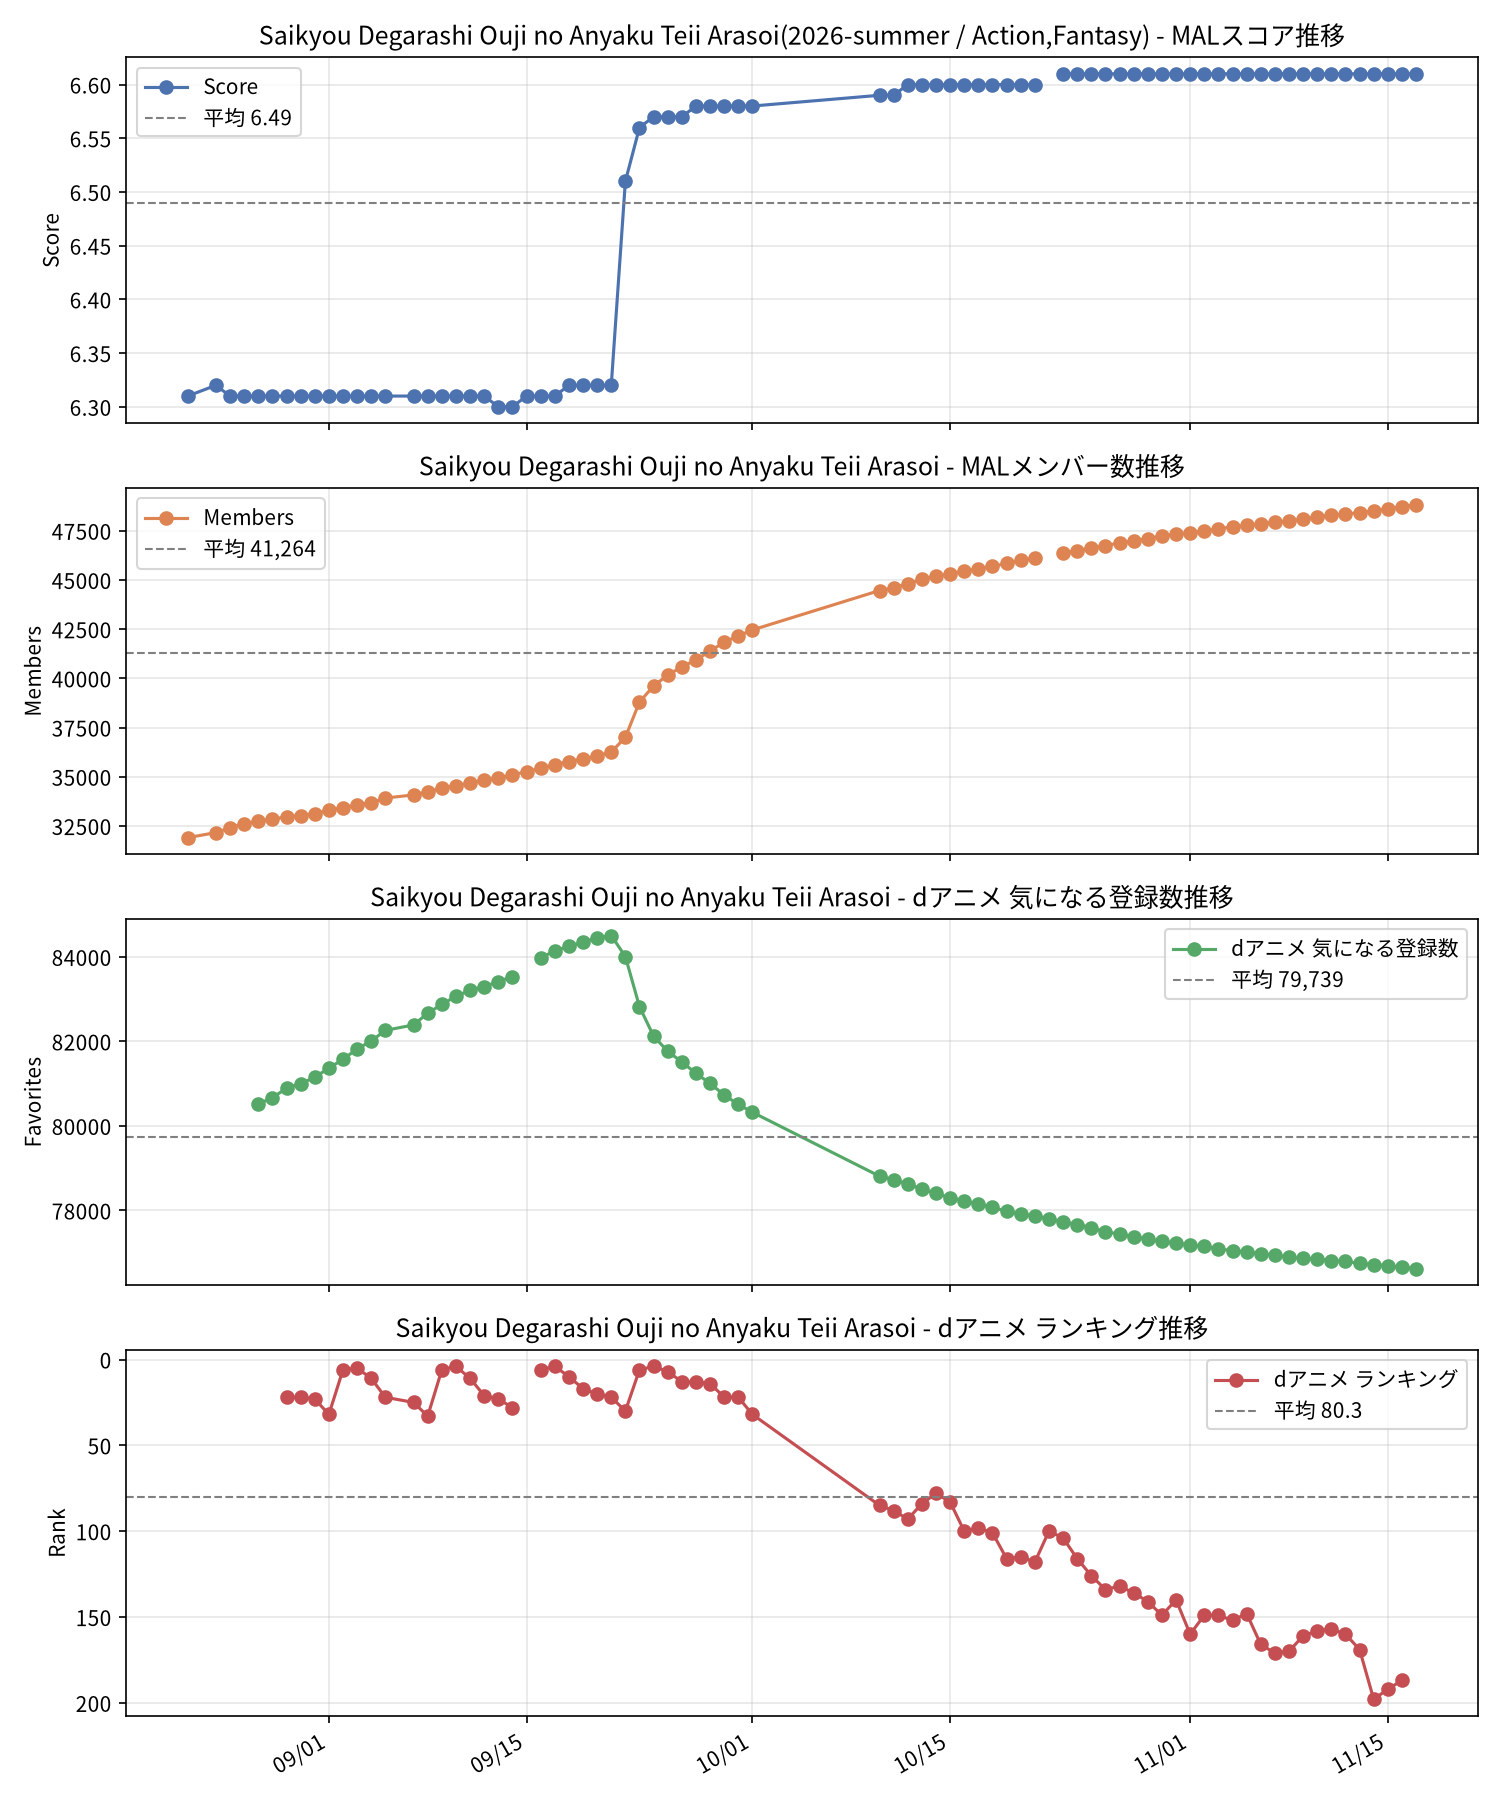 Saikyou Degarashi Ouji no Anyaku Teii Arasoi(2026-summer / Action,Fantasy) - MALスコア推移
Score
平均 6.49
6.60
6.55
6.50
6.45
6.40
6.35
6.30
Score
Saikyou Degarashi Ouji no Anyaku Teii Arasoi - MALメンバー数推移
Members
平均 41,264
47500
45000
42500
40000
37500
35000
32500
Members
Saikyou Degarashi Ouji no Anyaku Teii Arasoi - dアニメ 気になる登録数推移
dアニメ 気になる登録数
平均 79,739
84000
82000
80000
78000
Favorites
Saikyou Degarashi Ouji no Anyaku Teii Arasoi - dアニメ ランキング推移
dアニメ ランキング
平均 80.3
0
50
100
150
200
Rank
09/01
09/15
10/01
10/15
11/01
11/15